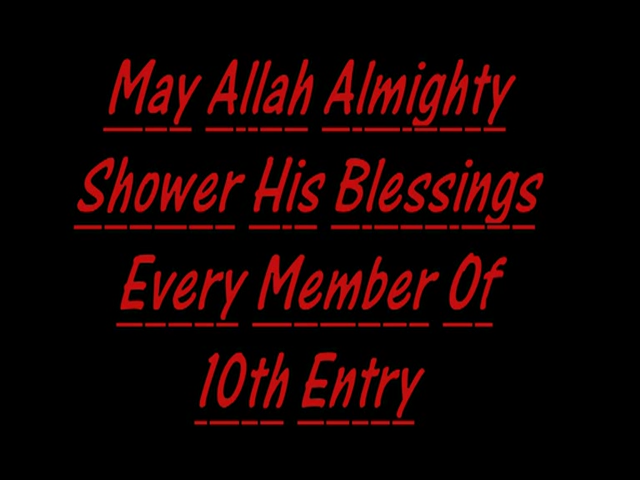 May Allah Almighty
Shower His Blessings
Every Member Of
10th Entry